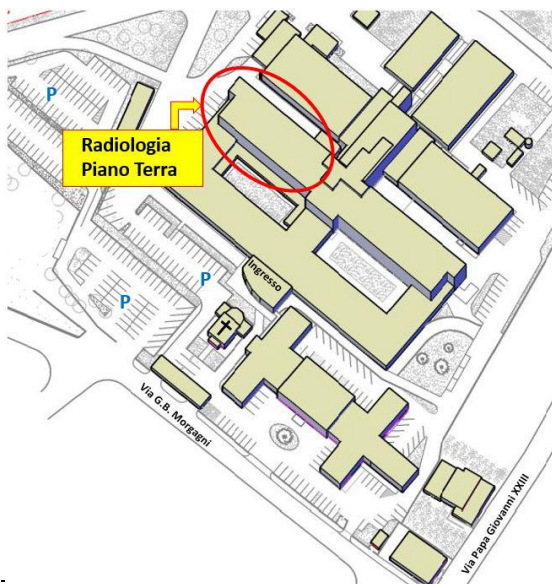 P
Radiologia
Piano Terra
P
P
Ingresso
Via G.B. Morgagni
Via Papa Giovanni XXIII